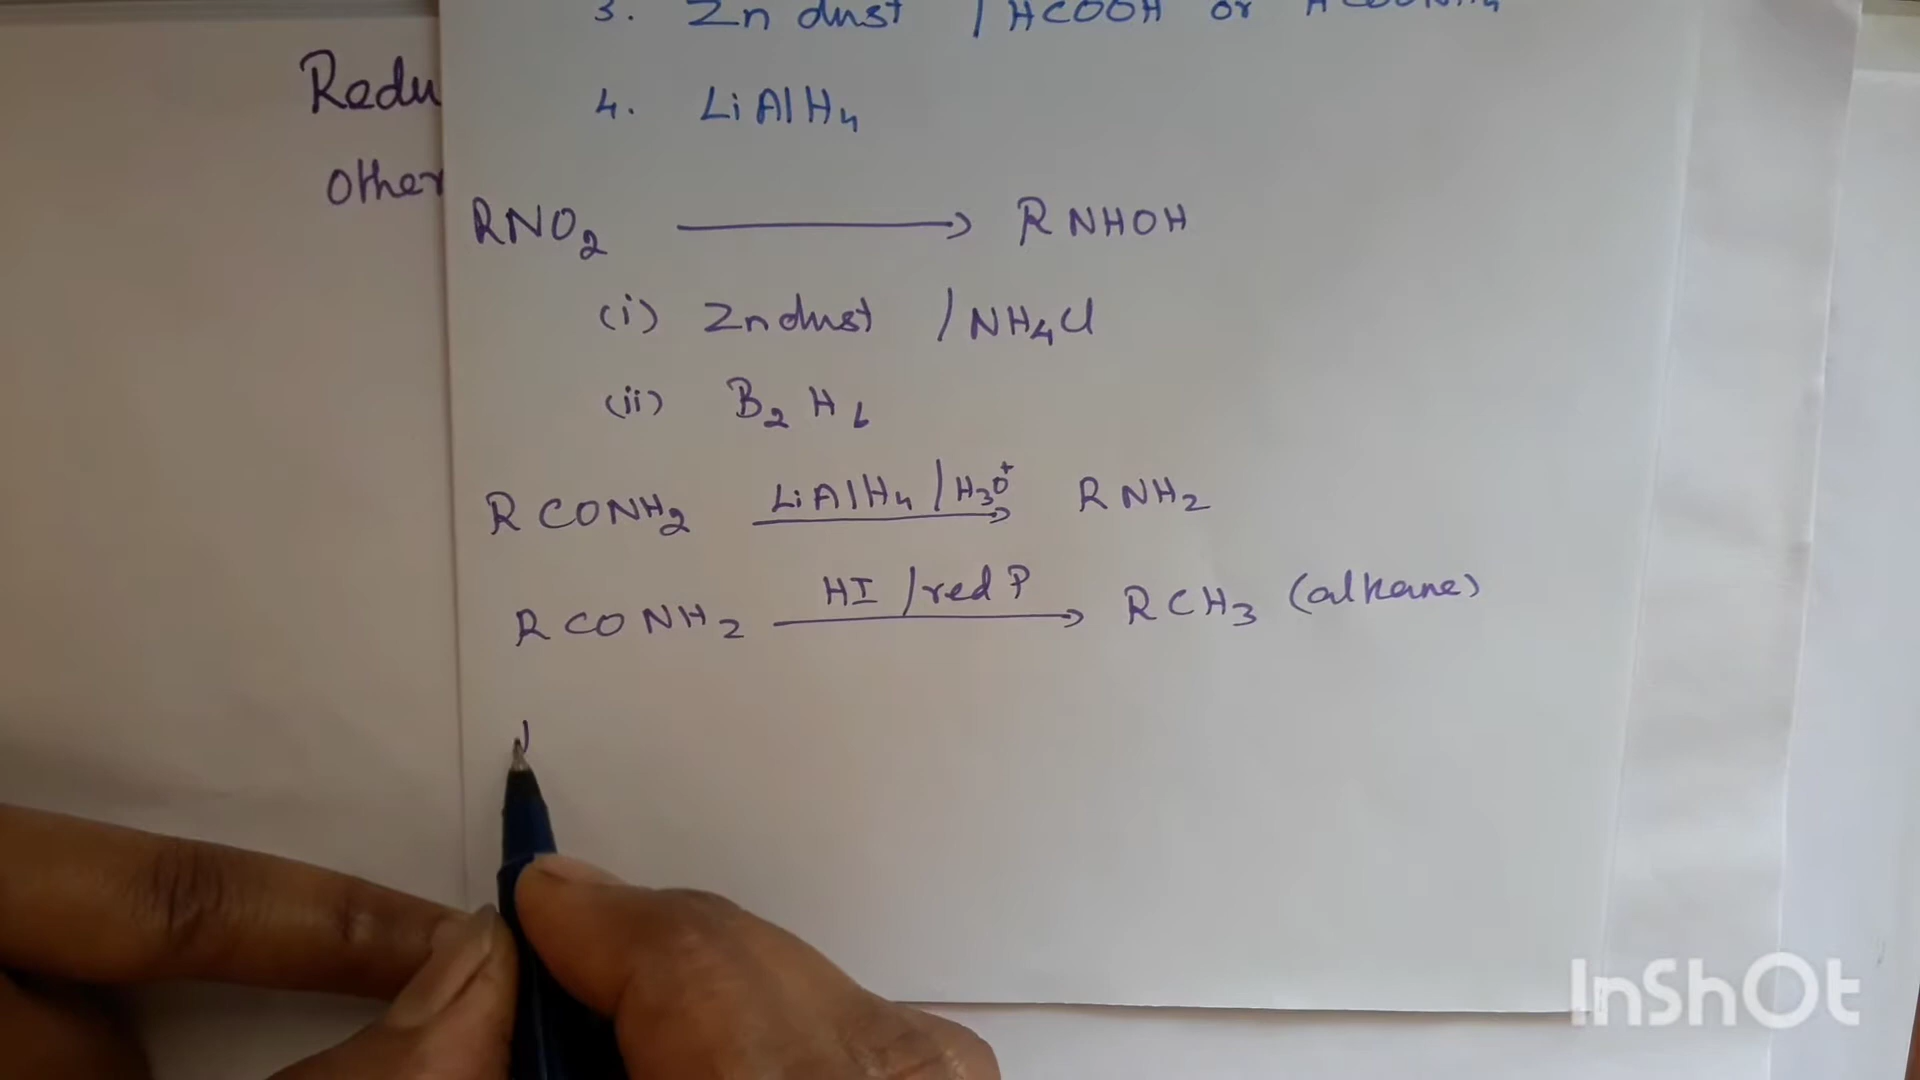 3. Zn dust / HCOOH or
4. LiAlH4
Redu
other
RNO2 → RNHOH
(i) Zn dust / NH4Cl
(ii) B2H6
RCONH2 LiAlH4 / H3O+ → RNH2
RCONH2 HI / red P → RCH3 (alkane)
InShOt